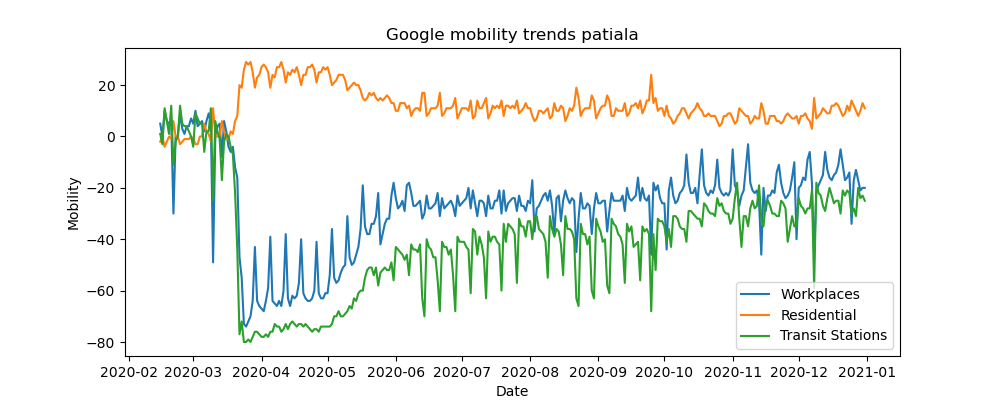 Google mobility trends patiala
Mobility
20
0
−20
−40
−60
−80
Workplaces
Residential
Transit Stations
2020-02 2020-03 2020-04 2020-05 2020-06 2020-07 2020-08 2020-09 2020-10 2020-11 2020-12 2021-01
Date